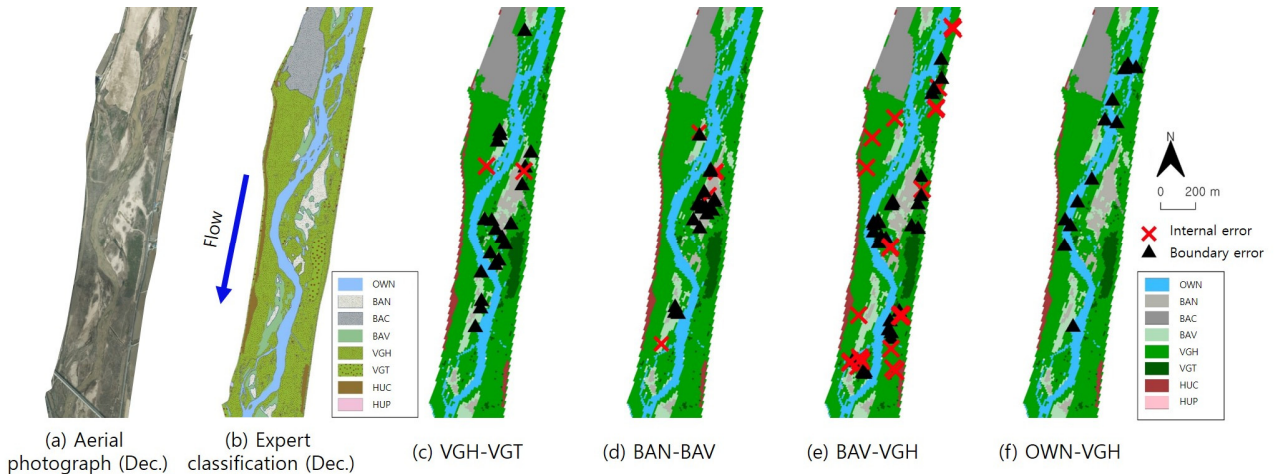 Flow
OWN
BAN
BAC
BAV
VGH
VGT
HUC
HUP
N
0 200 m
Internal error
Boundary error
OWN
BAN
BAC
BAV
VGH
VGT
HUC
HUP
(a) Aerial
photograph (Dec.)
(b) Expert
classification (Dec.)
(c) VGH-VGT
(d) BAN-BAV
(e) BAV-VGH
(f) OWN-VGH